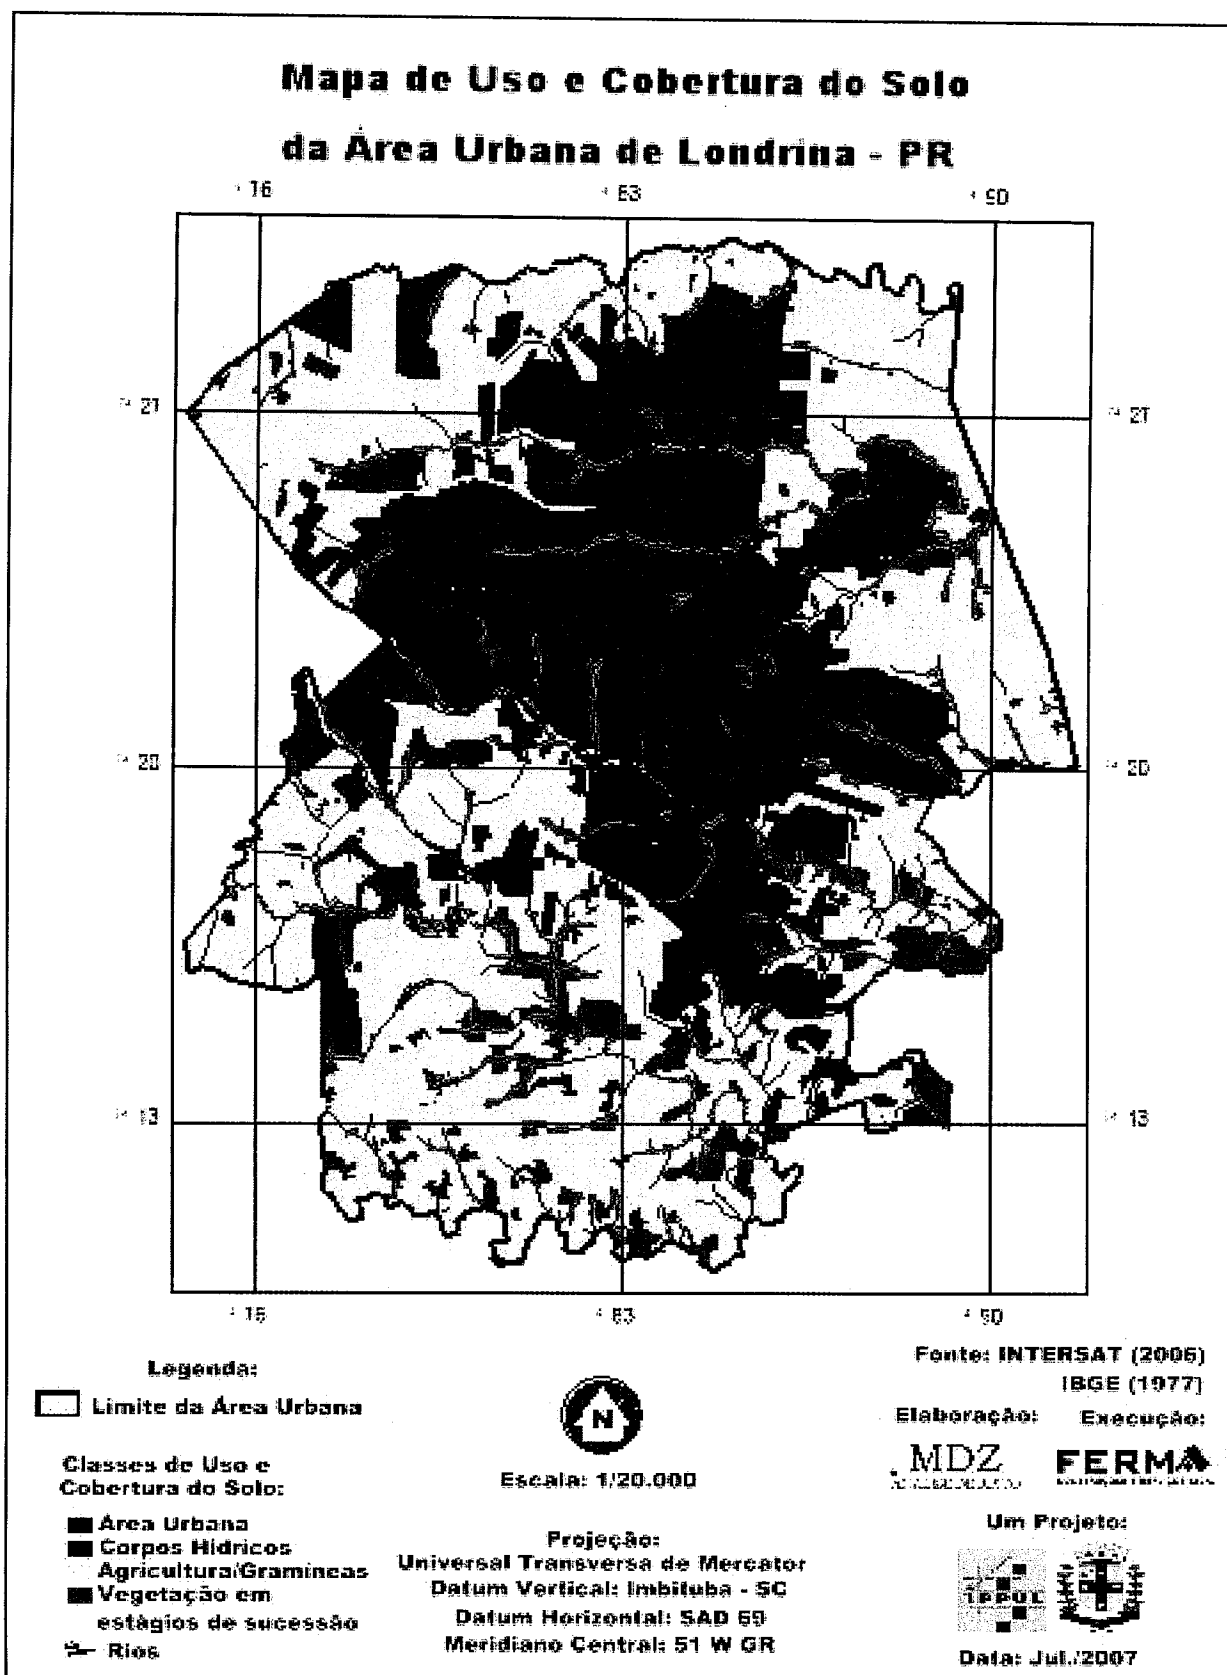 Mapa de Uso e Cobertura do Solo
da Área Urbana de Londrina - PR
Legenda:
Limite da Área Urbana
Classes de Uso e
Cobertura do Solo:
Área Urbana
Corpos Hídricos
Agricultura/Gramíneas
Vegetação em
estágios de sucessão
Rios
N
Escala: 1/20.000
Projeção:
Universal Transversa de Mercator
Datum Vertical: Imbituba - SC
Datum Horizontal: SAD 69
Meridiano Central: 51 W GR
Fonte: INTERSAT (2006)
IBGE (1977)
Elaboração:
Execução:
MDZ
FERMA
Um Projeto:
IPPUL
Data: Jul./2007